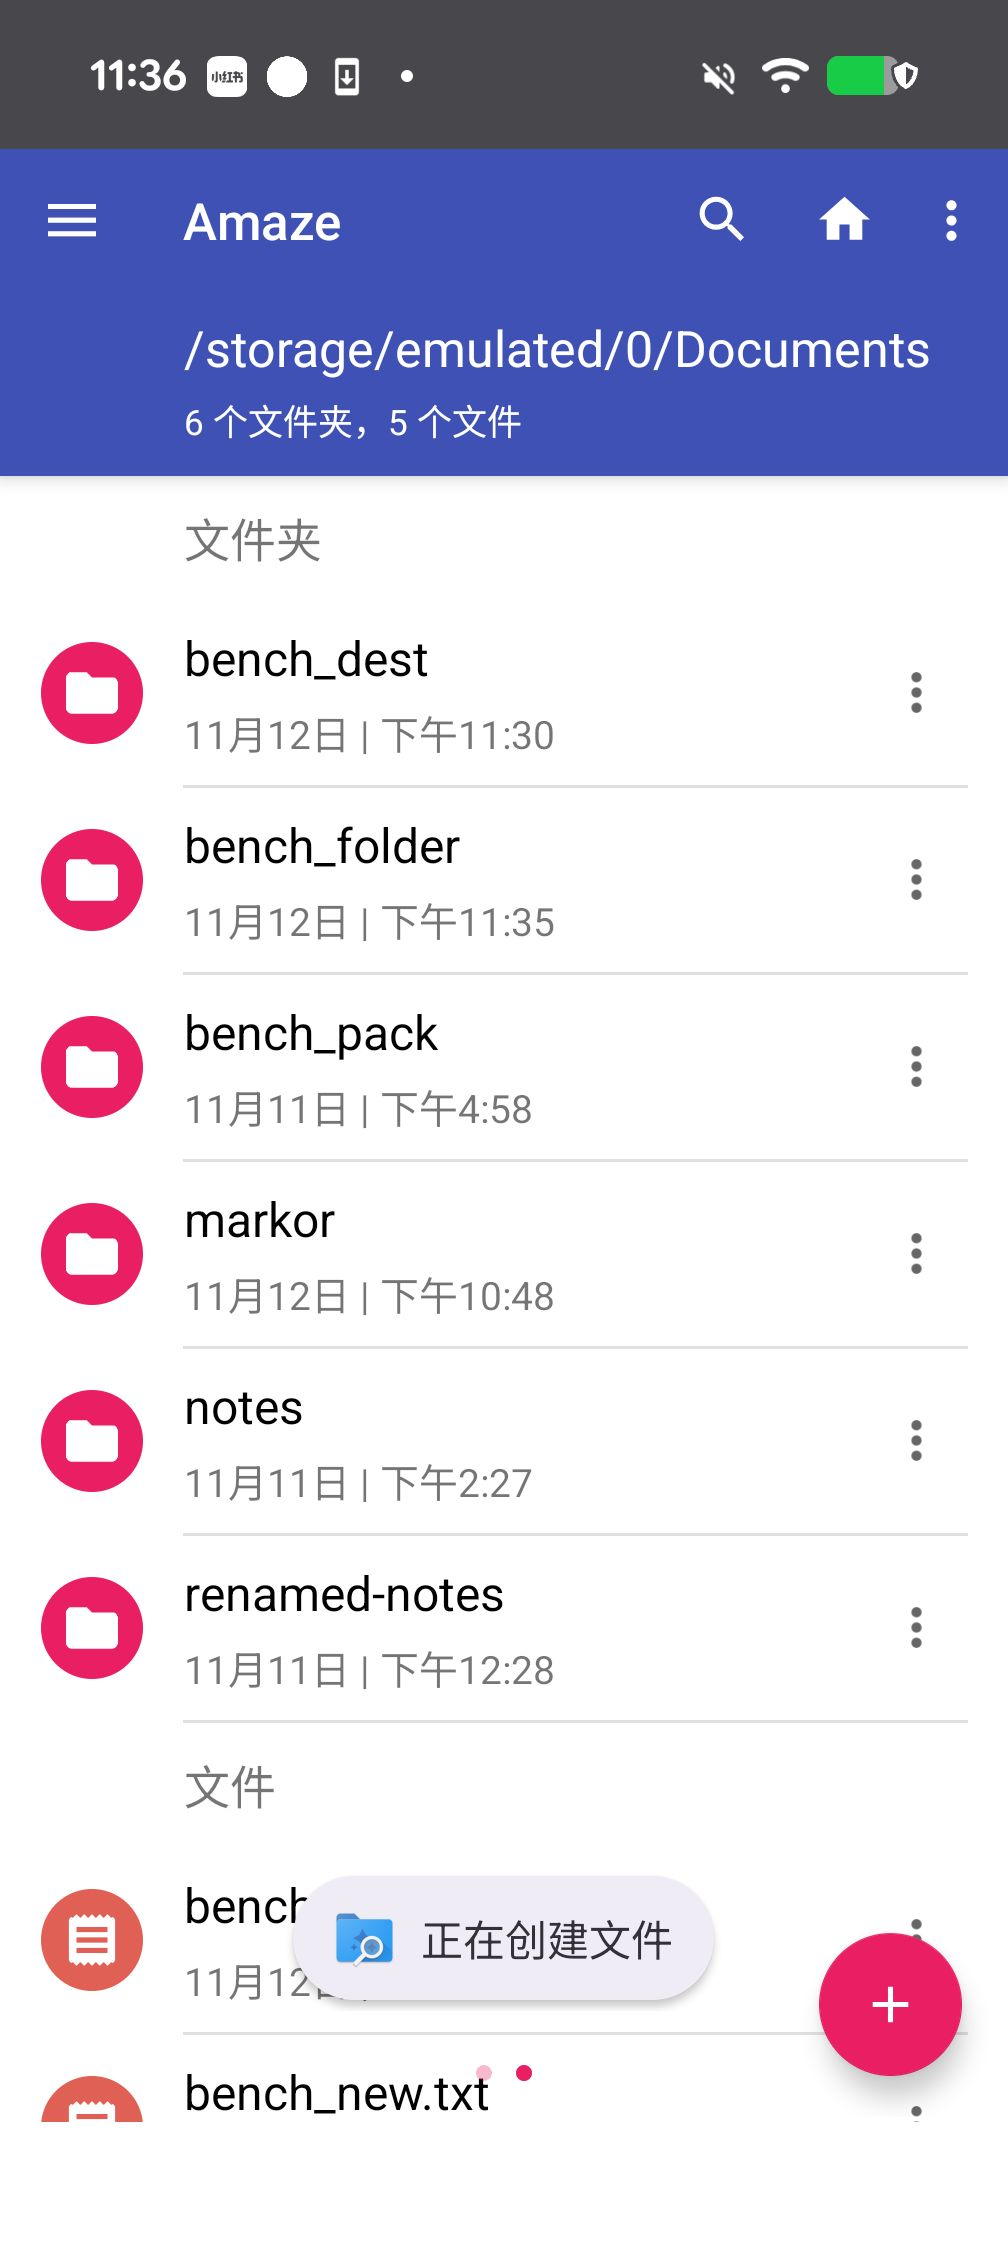 11:36
小红书
Amaze
/storage/emulated/0/Documents
6 个文件夹，5 个文件
文件夹
bench_dest
11月12日 | 下午11:30
bench_folder
11月12日 | 下午11:35
bench_pack
11月11日 | 下午4:58
markor
11月12日 | 下午10:48
notes
11月11日 | 下午2:27
renamed-notes
11月11日 | 下午12:28
文件
bench
11月12
正在创建文件
bench_new.txt